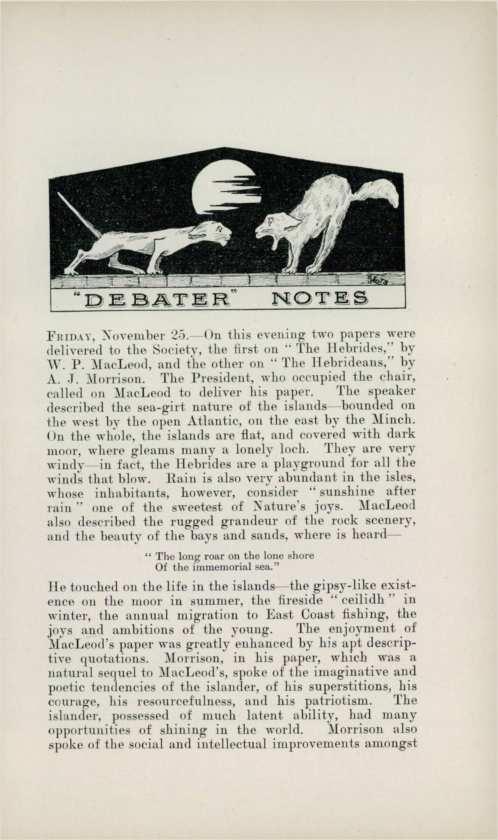 "DEBATER" NOTES
FRIDAY, November 25.—On this evening two papers were
delivered to the Society, the first on "The Hebrides," by
W. P. MacLeod, and the other on "The Hebrideans," by
A. J. Morrison. The President, who occupied the chair,
called on MacLeod to deliver his paper. The speaker
described the sea-girt nature of the islands—bounded on
the west by the open Atlantic, on the east by the Minch.
On the whole, the islands are flat, and covered with dark
moor, where gleams many a lonely loch. They are very
windy—in fact, the Hebrides are a playground for all the
winds that blow. Rain is also very abundant in the isles,
whose inhabitants, however, consider "sunshine after
rain" one of the sweetest of Nature's joys. MacLeod
also described the rugged grandeur of the rock scenery,
and the beauty of the bays and sands, where is heard—
"The long roar on the lone shore
Of the immemorial sea."
He touched on the life in the islands—the gipsy-like exist-
ence on the moor in summer, the fireside "ceilidh" in
winter, the annual migration to East Coast fishing, the
joys and ambitions of the young. The enjoyment of
MacLeod's paper was greatly enhanced by his apt descrip-
tive quotations. Morrison, in his paper, which was a
natural sequel to MacLeod's, spoke of the imaginative and
poetic tendencies of the islander, of his superstitions, his
courage, his resourcefulness, and his patriotism. The
islander, possessed of much latent ability, had many
opportunities of shining in the world. Morrison also
spoke of the social and intellectual improvements amongst